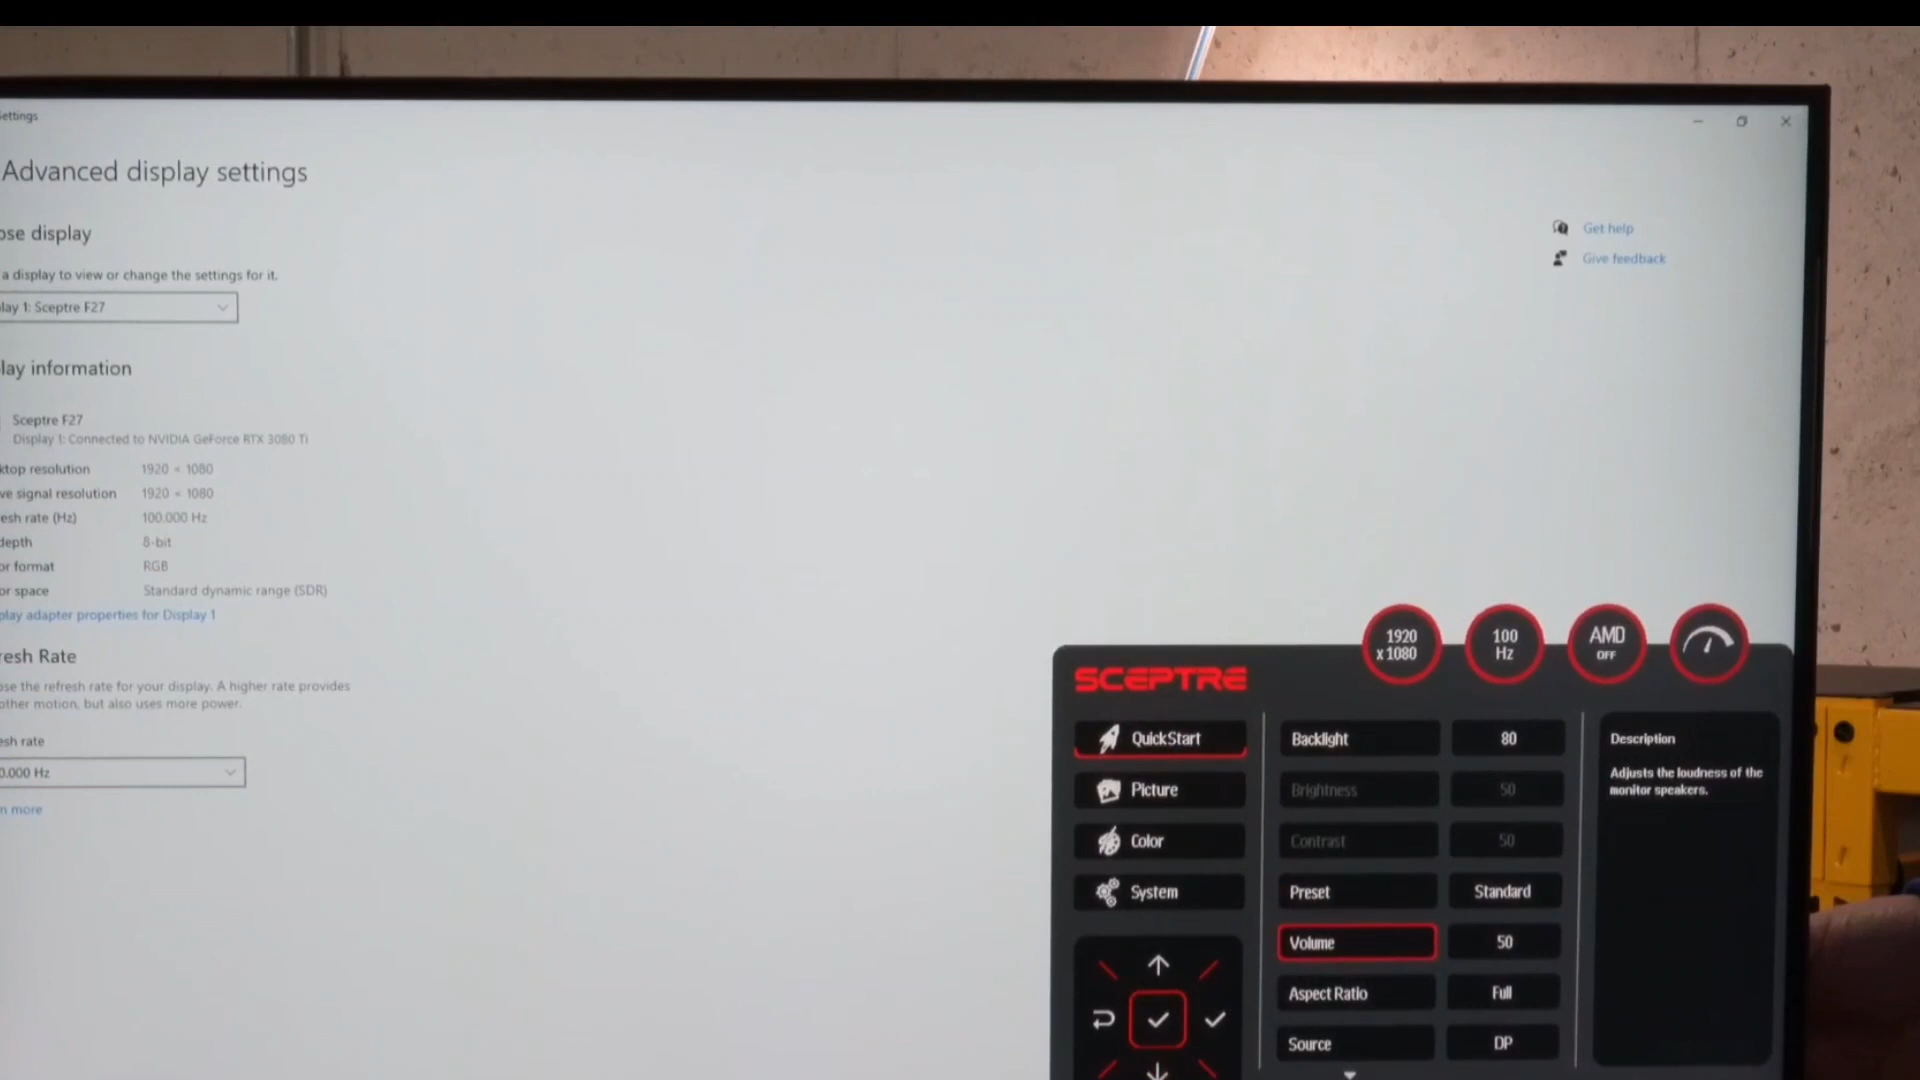 ettings
Advanced display settings
ose display
a display to view or change the settings for it.
lay 1: Sceptre F27
lay information
Sceptre F27
Display 1: Connected to NVIDIA GeForce RTX 3080 Ti
ktop resolution 1920 × 1080
ve signal resolution 1920 × 1080
esh rate (Hz) 100.000 Hz
depth 8-bit
or format RGB
or space Standard dynamic range (SDR)
play adapter properties for Display 1
resh Rate
ose the refresh rate for your display. A higher rate provides
other motion, but also uses more power.
esh rate
0.000 Hz
n more
Get help
Give feedback
1920
x 1080
100
Hz
AMD
OFF
SCEPTRE
QuickStart
Picture
Color
System
Backlight 80
Brightness 50
Contrast 50
Preset Standard
Volume 50
Aspect Ratio Full
Source DP
Description
Adjusts the loudness of the
monitor speakers.